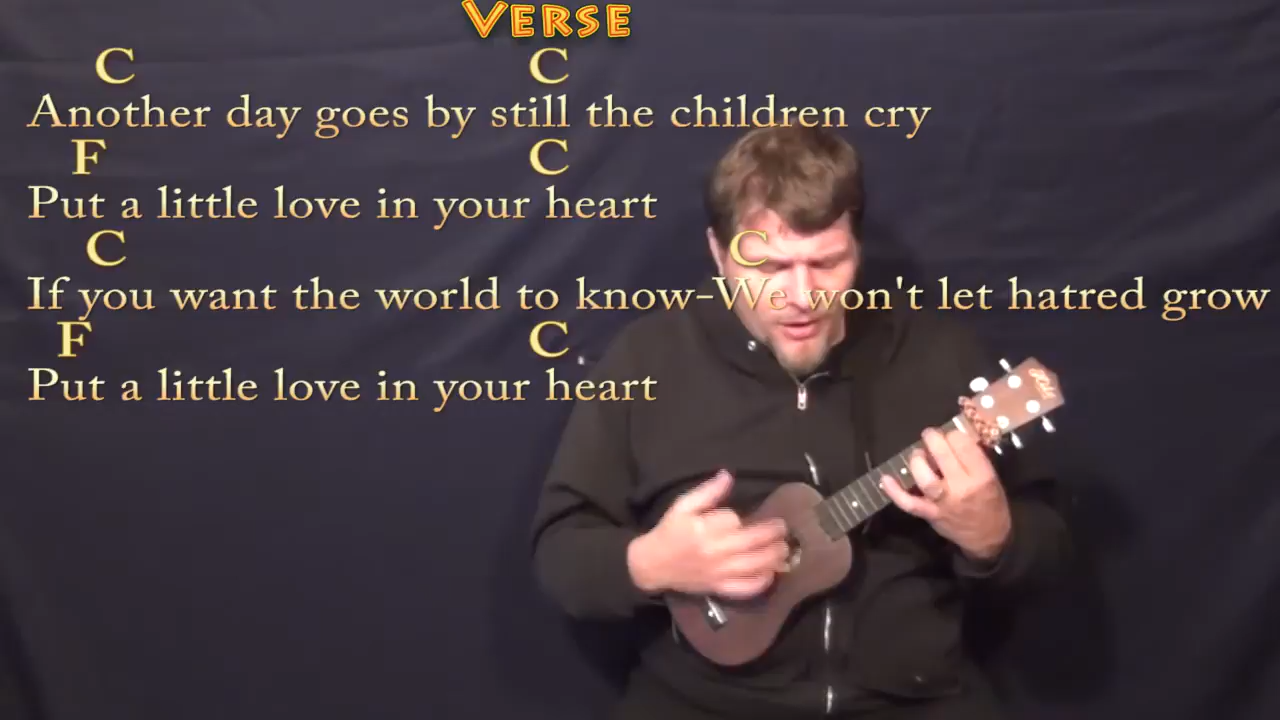 VERSE
C C
Another day goes by still the children cry
F C
Put a little love in your heart
C C
If you want the world to know-We won't let hatred grow
F C
Put a little love in your heart